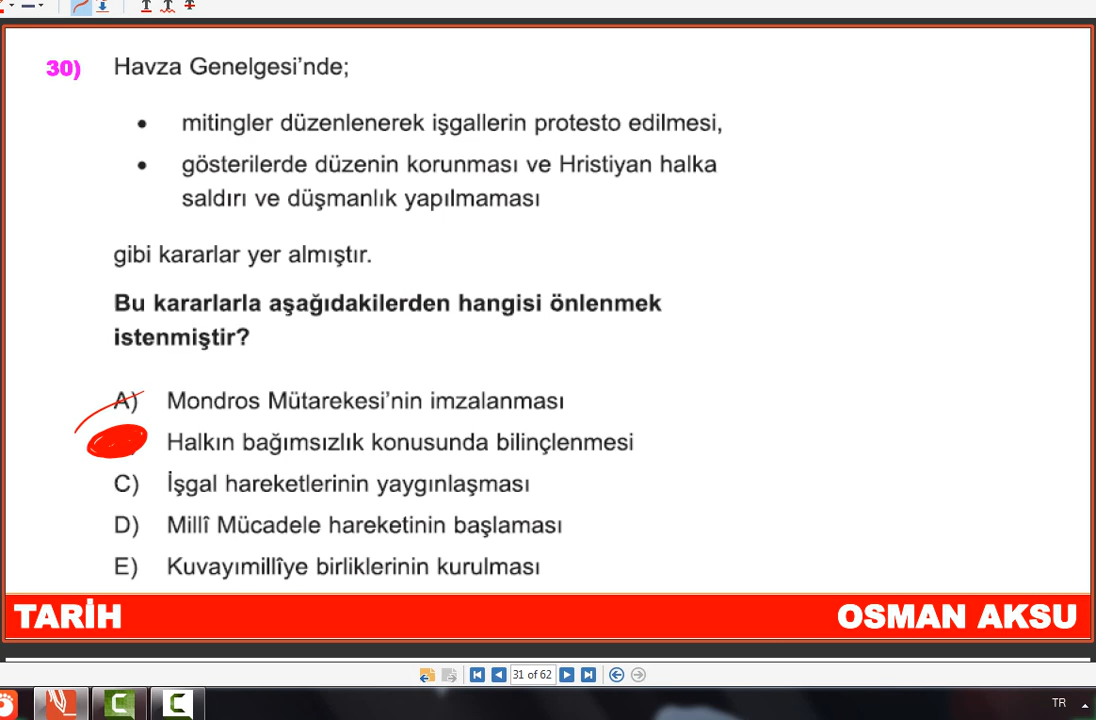 30) Havza Genelgesi’nde;
• mitingler düzenlenerek işgallerin protesto edilmesi,
• gösterilerde düzenin korunması ve Hristiyan halka
saldırı ve düşmanlık yapılmaması
gibi kararlar yer almıştır.
Bu kararlarla aşağıdakilerden hangisi önlenmek
istenmiştir?
A) Mondros Mütarekesi’nin imzalanması
Halkın bağımsızlık konusunda bilinçlenmesi
C) İşgal hareketlerinin yaygınlaşması
D) Millî Mücadele hareketinin başlaması
E) Kuvayımillîye birliklerinin kurulması
TARİH OSMAN AKSU
31 of 62
TR